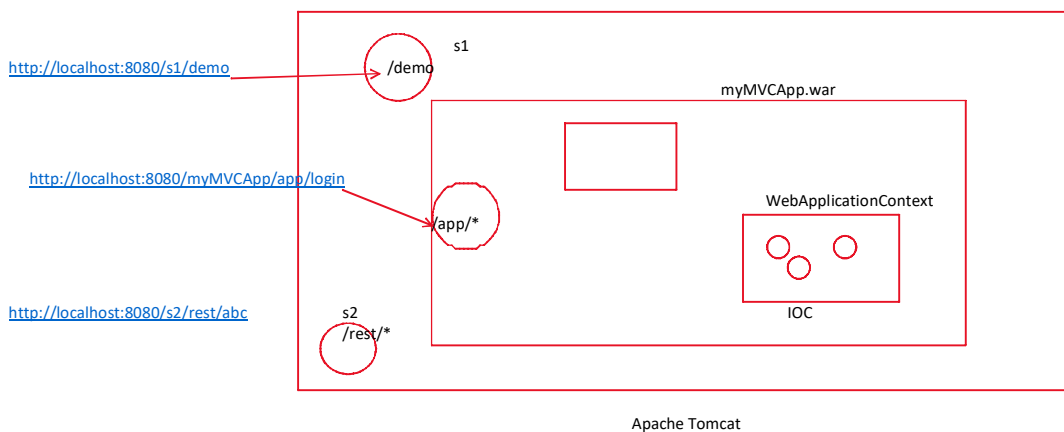 s1
http://localhost:8080/s1/demo
/demo
myMVCApp.war
http://localhost:8080/myMVCApp/app/login
WebApplicationContext
/app/*
http://localhost:8080/s2/rest/abc
s2
IOC
/rest/*
Apache Tomcat